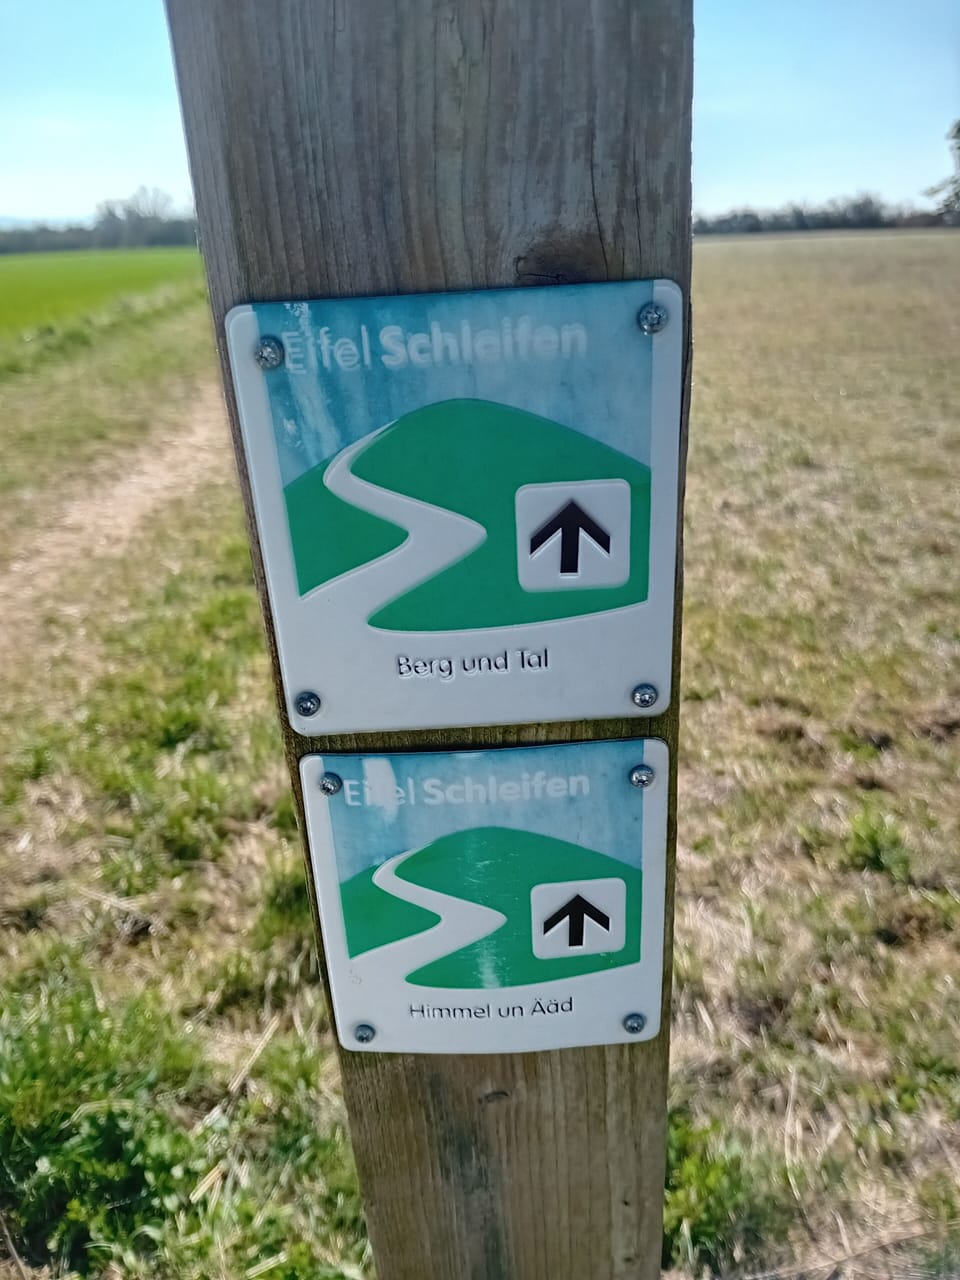 Eifel Schleifen
Berg und Tal
Eifel Schleifen
Himmel un Ääd